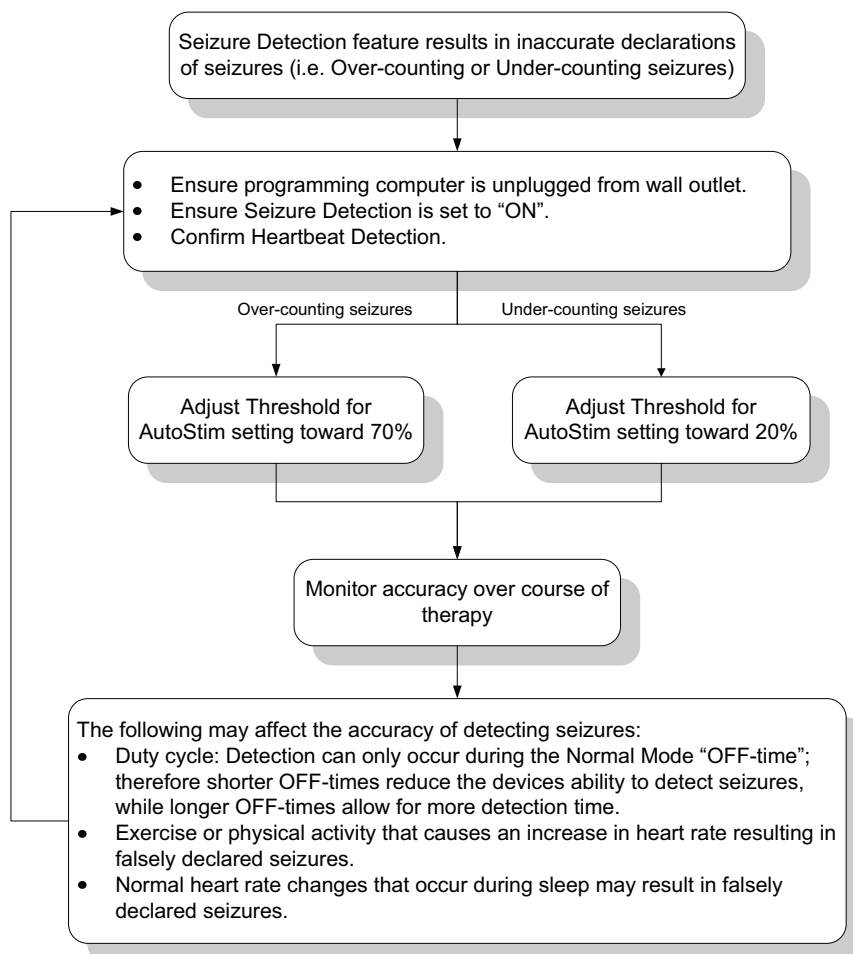 Seizure Detection feature results in inaccurate declarations
of seizures (i.e. Over-counting or Under-counting seizures)
• Ensure programming computer is unplugged from wall outlet.
• Ensure Seizure Detection is set to “ON”.
• Confirm Heartbeat Detection.
Over-counting seizures
Under-counting seizures
Adjust Threshold for
AutoStim setting toward 70%
Adjust Threshold for
AutoStim setting toward 20%
Monitor accuracy over course of
therapy
The following may affect the accuracy of detecting seizures:
• Duty cycle: Detection can only occur during the Normal Mode “OFF-time”;
therefore shorter OFF-times reduce the devices ability to detect seizures,
while longer OFF-times allow for more detection time.
• Exercise or physical activity that causes an increase in heart rate resulting in
falsely declared seizures.
• Normal heart rate changes that occur during sleep may result in falsely
declared seizures.